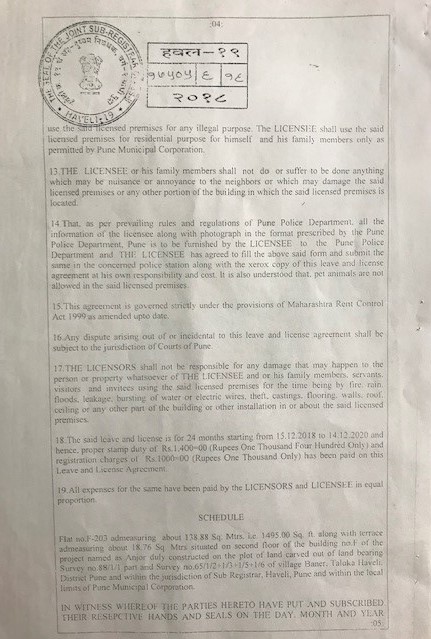 :04:
THE SEAL OF THE JOINT SUB-REGISTRAR
HAVELI-19
हवल-१९
१७५०५ ६ १८
२०१८
use the said licensed premises for any illegal purpose. The LICENSEE shall use the said
licensed premises for residential purpose for himself and his family members only as
permitted by Pune Municipal Corporation.
13.THE LICENSEE or his family members shall not do or suffer to be done anything
which may be nuisance or annoyance to the neighbors or which may damage the said
licensed premises or any other portion of the building in which the said licensed premises is
located.
14.That, as per prevailing rules and regulations of Pune Police Department, all the
information of the licensee along with photograph in the format prescribed by the Pune
Police Department, Pune is to be furnished by the LICENSEE to the Pune Police
Department and THE LICENSEE has agreed to fill the above said form and submit the
same in the concerned police station along with the xerox copy of this leave and license
agreement at his own responsibility and cost. It is also understood that, pet animals are not
allowed in the said licensed premises.
15.This agreement is governed strictly under the provisions of Maharashtra Rent Control
Act 1999 as amended upto date.
16.Any dispute arising out of or incidental to this leave and license agreement shall be
subject to the jurisdiction of Courts of Pune.
17.THE LICENSORS shall not be responsible for any damage that may happen to the
person or property whatsoever of THE LICENSEE and or his family members, servants,
visitors and invitees using the said licensed premises for the time being by fire, rain,
floods, leakage, bursting of water or electric wires, theft, castings, flooring, walls, roof,
ceiling or any other part of the building or other installation in or about the said licensed
premises.
18.The said leave and license is for 24 months starting from 15.12.2018 to 14.12.2020 and
hence, proper stamp duty of Rs.1,400=00 (Rupees One Thousand Four Hundred Only) and
registration charges of Rs.1000=00 (Rupees One Thousand Only) has been paid on this
Leave and License Agreement.
19.All expenses for the same have been paid by the LICENSORS and LICENSEE in equal
proportion.
SCHEDULE
Flat no.F-203 admeasuring about 138.88 Sq. Mtrs. i.e. 1495.00 Sq. ft. along with terrace
admeasuring about 18.76 Sq. Mtrs situated on second floor of the building no.F of the
project named as Anjor duly constructed on the plot of land carved out of land bearing
Survey no.88/1/1 part and Survey no.65/1/2+1/3+1/5+1/6 of village Baner, Taluka Haveli,
District Pune and within the jurisdiction of Sub Registrar, Haveli, Pune and within the local
limits of Pune Municipal Corporation.
IN WITNESS WHEREOF THE PARTIES HERETO HAVE PUT AND SUBSCRIBED
THEIR RESEPCTIVE HANDS AND SEALS ON THE DAY, MONTH AND YEAR
:05: